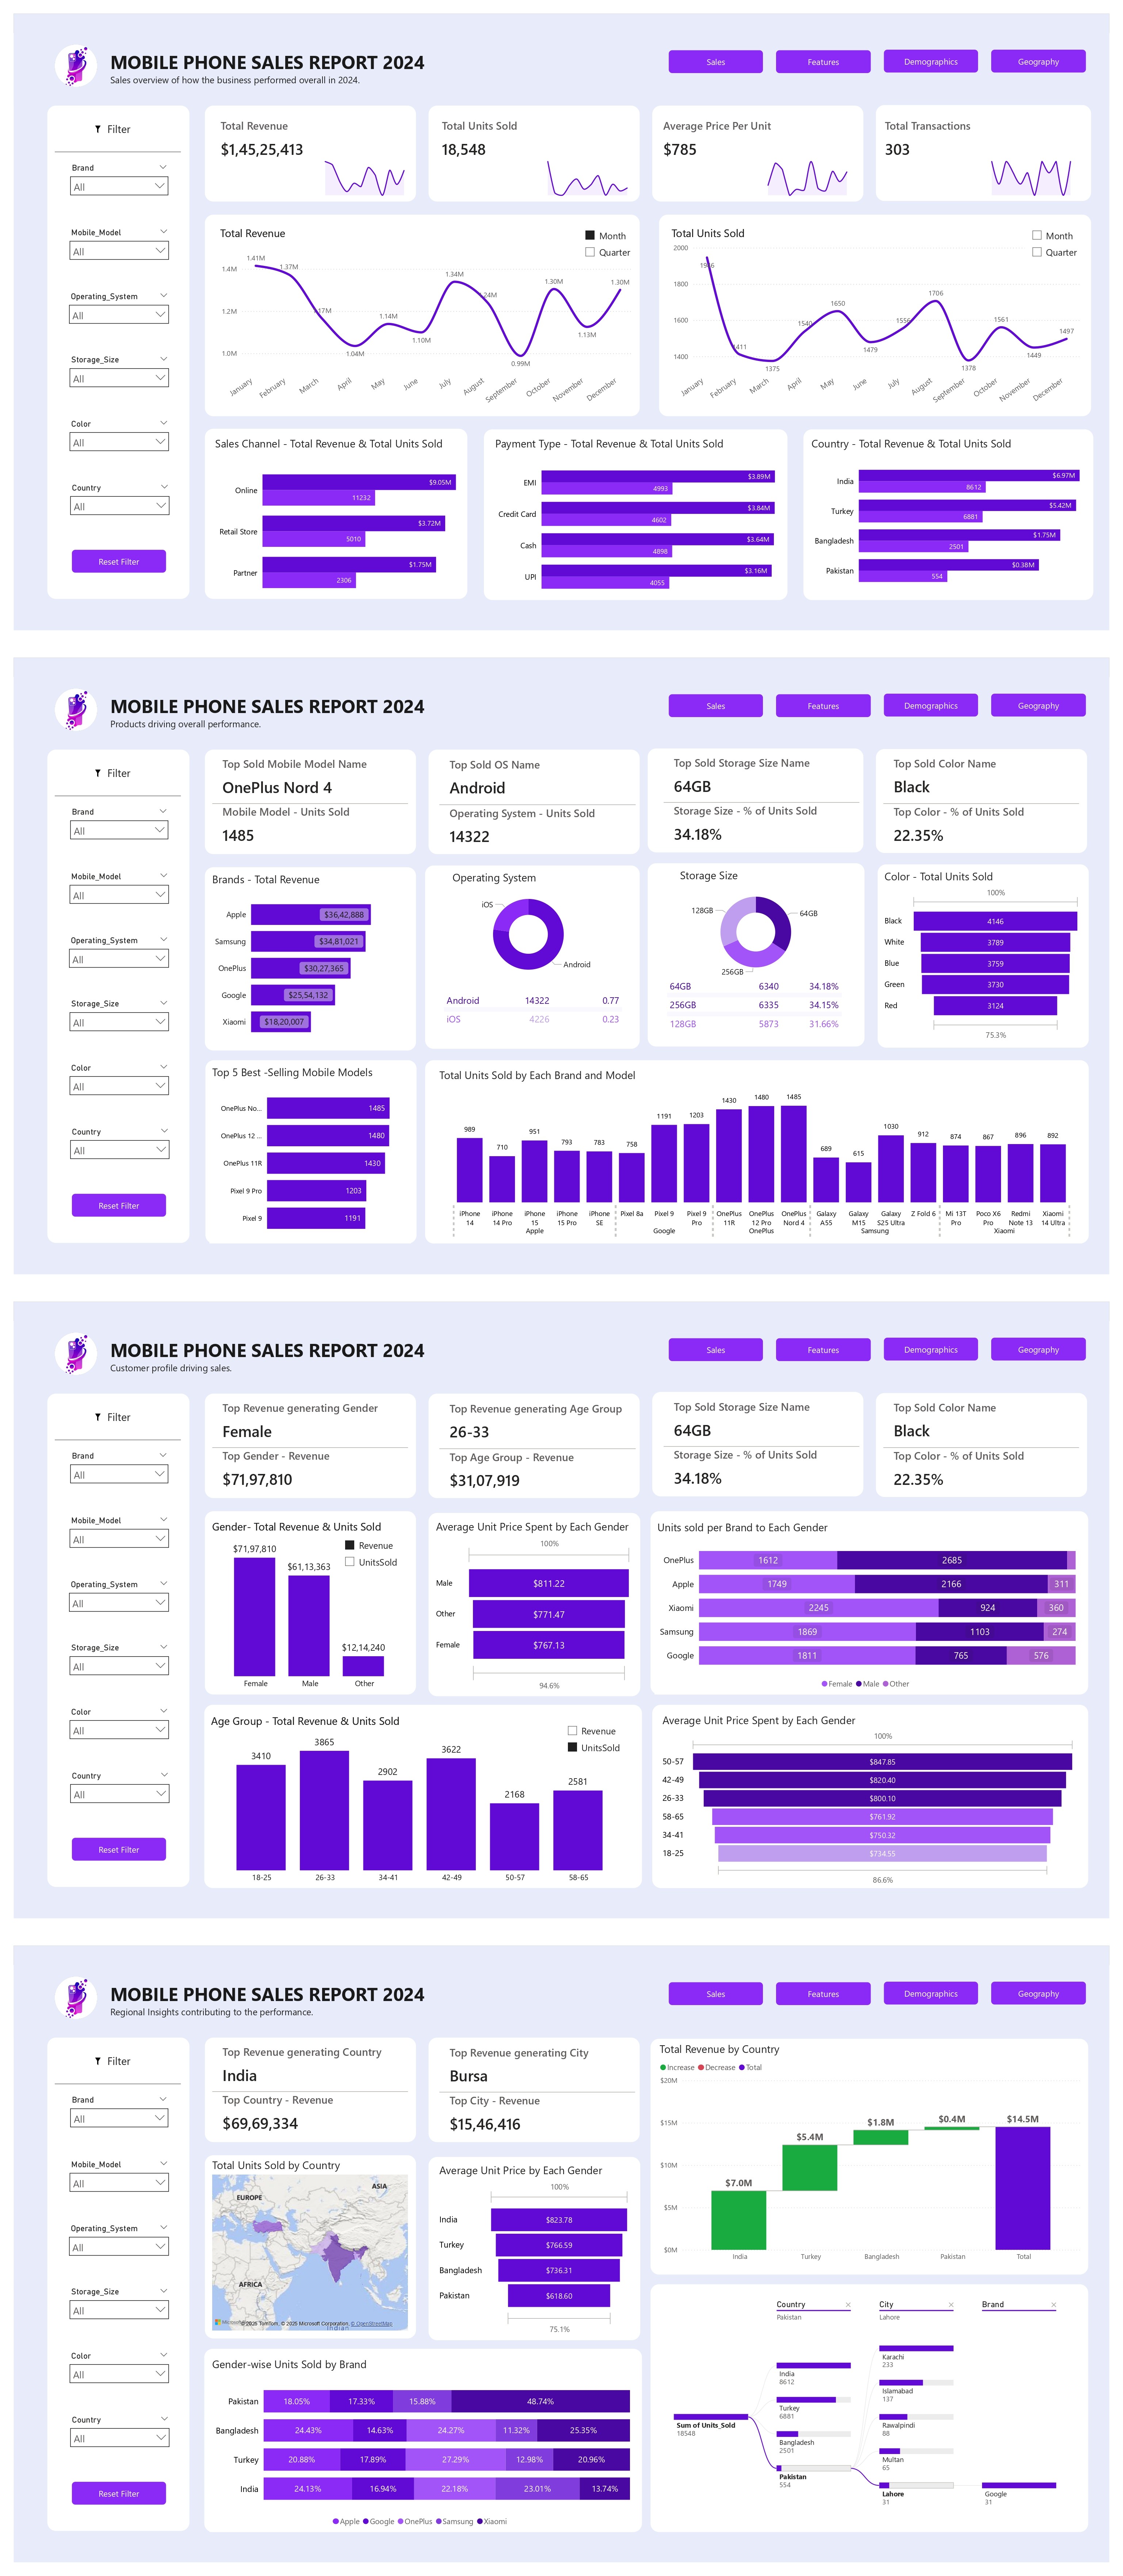 MOBILE PHONE SALES REPORT 2024
Sales overview of how the business performed overall in 2024.
Sales
Features
Demographics
Geography
Filter
Brand
All
Mobile_Model
All
Operating_System
All
Storage_Size
All
Color
All
Country
All
Reset Filter
Total Revenue
$1,45,25,413
Total Units Sold
18,548
Average Price Per Unit
$785
Total Transactions
303
Total Revenue
Month
Quarter
1.4M
1.2M
1.0M
1.41M
1.37M
1.04M
1.14M
1.10M
1.34M
0.99M
1.30M
1.13M
1.30M
January
February
March
April
May
June
July
August
September
October
November
December
Total Units Sold
Month
Quarter
2000
1800
1600
1400
1375
1540
1650
1479
1556
1706
1378
1561
1449
1497
January
February
March
April
May
June
July
August
September
October
November
December
Sales Channel - Total Revenue & Total Units Sold
Online
$9.05M
11232
Retail Store
$3.72M
5010
Partner
$1.75M
2306
Payment Type - Total Revenue & Total Units Sold
EMI
$3.89M
4993
Credit Card
$3.84M
4602
Cash
$3.64M
4898
UPI
$3.16M
4055
Country - Total Revenue & Total Units Sold
India
$6.97M
8612
Turkey
$5.42M
6881
Bangladesh
$1.75M
2501
Pakistan
$0.38M
554
MOBILE PHONE SALES REPORT 2024
Products driving overall performance.
Sales
Features
Demographics
Geography
Filter
Brand
All
Mobile_Model
All
Operating_System
All
Storage_Size
All
Color
All
Country
All
Reset Filter
Top Sold Mobile Model Name
OnePlus Nord 4
Mobile Model - Units Sold
1485
Top Sold OS Name
Android
Operating System - Units Sold
14322
Top Sold Storage Size Name
64GB
Storage Size - % of Units Sold
34.18%
Top Sold Color Name
Black
Top Color - % of Units Sold
22.35%
Brands - Total Revenue
Apple $36,42,888
Samsung $34,81,021
OnePlus $30,27,365
Google $25,54,132
Xiaomi $18,20,007
Operating System
iOS
Android
Android 14322 0.77
iOS 4226 0.23
Storage Size
128GB
64GB
256GB
64GB 6340 34.18%
256GB 6335 34.15%
128GB 5873 31.66%
Color - Total Units Sold
100%
Black 4146
White 3789
Blue 3759
Green 3730
Red 3124
75.3%
Top 5 Best -Selling Mobile Models
OnePlus No... 1485
OnePlus 12 ... 1480
OnePlus 11R 1430
Pixel 9 Pro 1203
Pixel 9 1191
Total Units Sold by Each Brand and Model
989 710 951 793 783 758 1191 1203 1430 1480 1485 689 615 1030 912 874 867 896 892
iPhone 14
iPhone 14 Pro
iPhone 15
iPhone 15 Pro
iPhone SE
Pixel 8a
Pixel 9
Pixel 9 Pro
OnePlus 11R
OnePlus 12 Pro
OnePlus Nord 4
Galaxy A55
Galaxy M15
Galaxy S25 Ultra
Z Fold 6
Mi 13T Pro
Poco X6 Pro
Redmi Note 13
Xiaomi 14 Ultra
Apple
Google
OnePlus
Samsung
Xiaomi
MOBILE PHONE SALES REPORT 2024
Customer profile driving sales.
Sales
Features
Demographics
Geography
Filter
Brand
All
Mobile_Model
All
Operating_System
All
Storage_Size
All
Color
All
Country
All
Reset Filter
Top Revenue generating Gender
Female
Top Gender - Revenue
$71,97,810
Top Revenue generating Age Group
26-33
Top Age Group - Revenue
$31,07,919
Top Sold Storage Size Name
64GB
Storage Size - % of Units Sold
34.18%
Top Sold Color Name
Black
Top Color - % of Units Sold
22.35%
Gender- Total Revenue & Units Sold
Revenue
UnitsSold
$71,97,810
$61,13,363
$12,14,240
Female
Male
Other
Average Unit Price Spent by Each Gender
100%
Male $811.22
Other $771.47
Female $767.13
94.6%
Units sold per Brand to Each Gender
OnePlus 1612 2685
Apple 1749 2166 311
Xiaomi 2245 924 360
Samsung 1869 1103 274
Google 1811 765 576
Female Male Other
Age Group - Total Revenue & Units Sold
Revenue
UnitsSold
3410 3865 2902 3622 2168 2581
18-25 26-33 34-41 42-49 50-57 58-65
Average Unit Price Spent by Each Gender
100%
50-57 $847.85
42-49 $820.40
26-33 $800.10
58-65 $761.92
34-41 $750.32
18-25 $734.55
86.6%
MOBILE PHONE SALES REPORT 2024
Regional Insights contributing to the performance.
Sales
Features
Demographics
Geography
Filter
Brand
All
Mobile_Model
All
Operating_System
All
Storage_Size
All
Color
All
Country
All
Reset Filter
Top Revenue generating Country
India
Top Country - Revenue
$69,69,334
Top Revenue generating City
Bursa
Top City - Revenue
$15,46,416
Total Revenue by Country
Increase Decrease Total
$20M
$15M
$10M
$5M
$0M
$7.0M
$5.4M
$1.8M
$0.4M
$14.5M
India
Turkey
Bangladesh
Pakistan
Total
Total Units Sold by Country
EUROPE
ASIA
AFRICA
© 2025 TomTom, © 2025 Microsoft Corporation, © OpenStreetMap
Average Unit Price by Each Gender
100%
India $823.78
Turkey $766.59
Bangladesh $736.31
Pakistan $618.60
75.1%
Gender-wise Units Sold by Brand
Pakistan 18.05% 17.33% 15.88% 48.74%
Bangladesh 24.43% 14.63% 24.27% 11.32% 25.35%
Turkey 20.88% 17.89% 27.29% 12.98% 20.96%
India 24.13% 16.94% 22.18% 23.01% 13.74%
Apple Google OnePlus Samsung Xiaomi
Country
Pakistan
City
Lahore
Brand
Sum of Units_Sold
18548
India
8612
Turkey
6881
Bangladesh
2501
Pakistan
554
Karachi
233
Islamabad
137
Rawalpindi
88
Multan
65
Lahore
31
Google
31